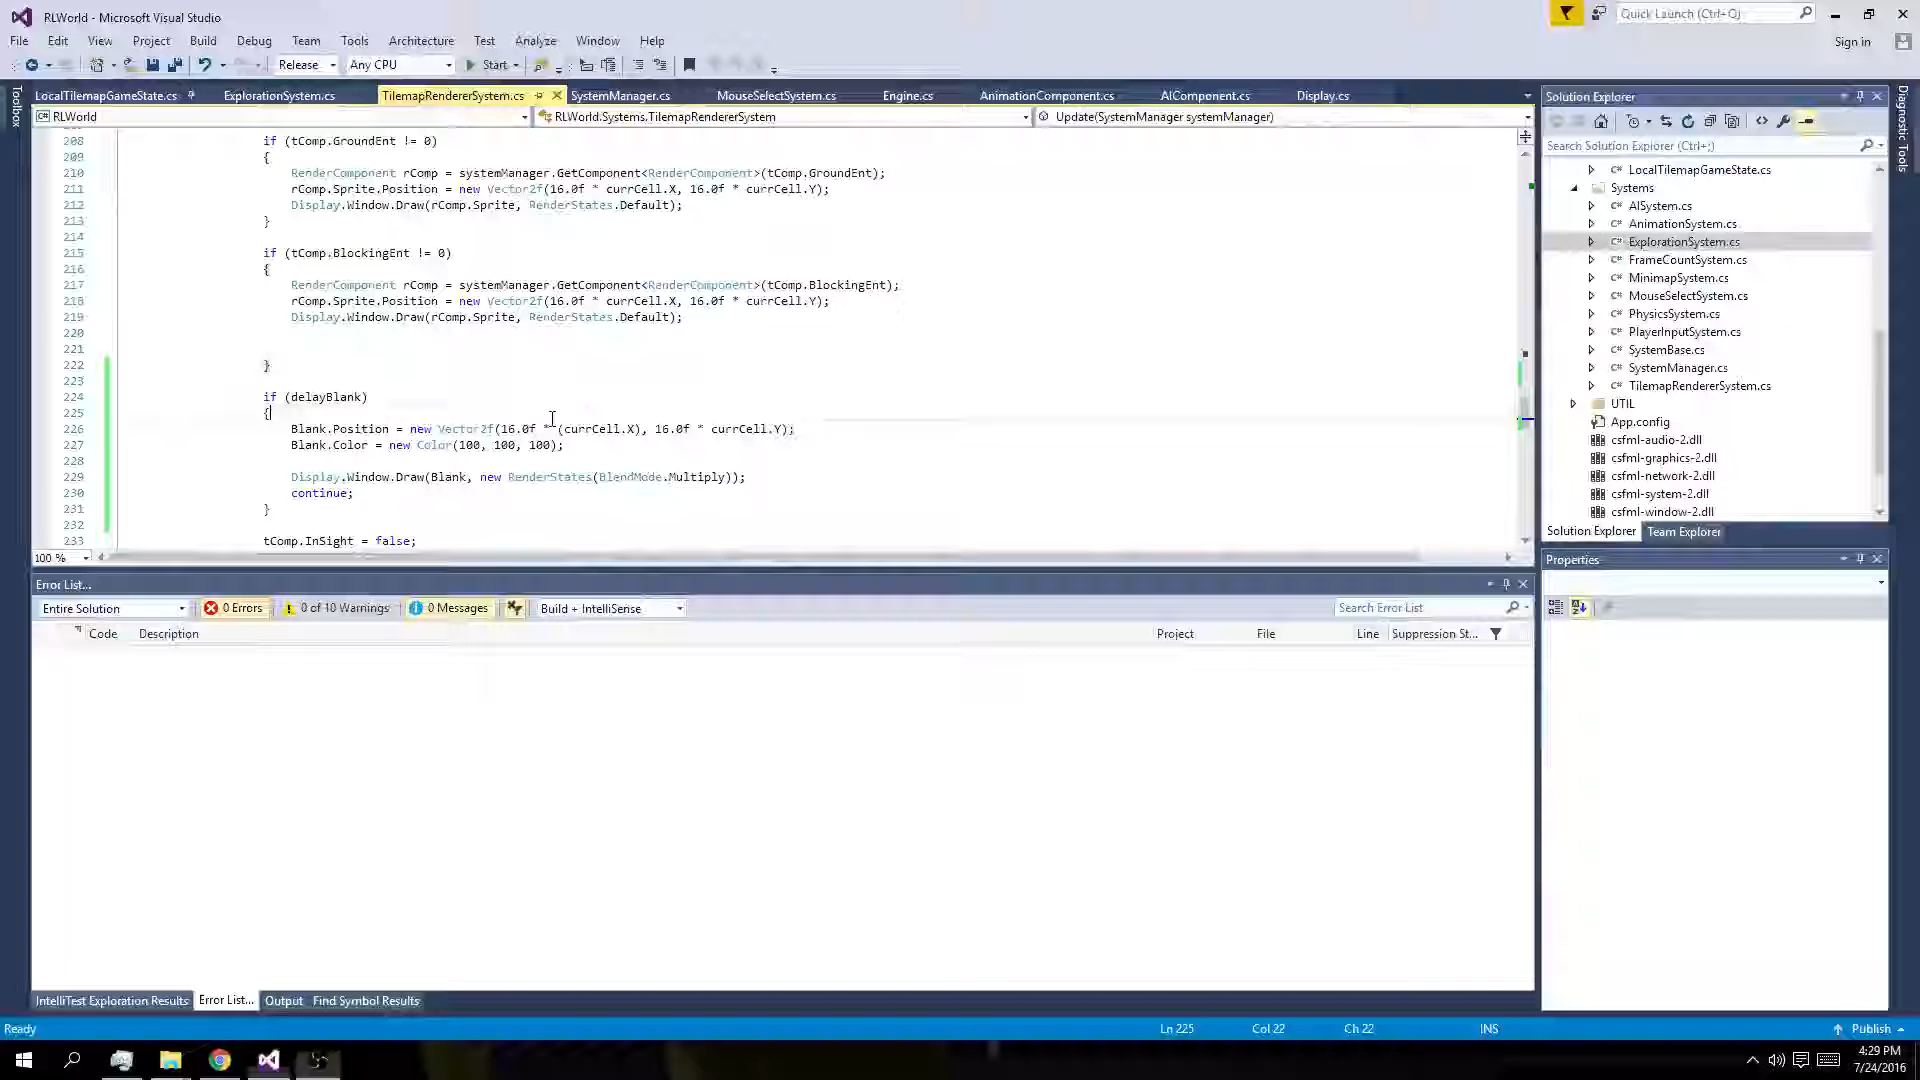 RLWorld - Microsoft Visual Studio
Quick Launch (Ctrl+Q)
File Edit View Project Build Debug Team Tools Architecture Test Analyze Window Help
Sign in
Release Any CPU Start
Toolbox
LocalTilemapGameState.cs ExplorationSystem.cs TilemapRendererSystem.cs SystemManager.cs MouseSelectSystem.cs Engine.cs AnimationComponent.cs AIComponent.cs Display.cs
RLWorld RLWorld.Systems.TilemapRendererSystem Update(SystemManager systemManager)
208 if (tComp.GroundEnt != 0)
209 {
210 RenderComponent rComp = systemManager.GetComponent<RenderComponent>(tComp.GroundEnt);
211 rComp.Sprite.Position = new Vector2f(16.0f * currCell.X, 16.0f * currCell.Y);
212 Display.Window.Draw(rComp.Sprite, RenderStates.Default);
213 }
214
215 if (tComp.BlockingEnt != 0)
216 {
217 RenderComponent rComp = systemManager.GetComponent<RenderComponent>(tComp.BlockingEnt);
218 rComp.Sprite.Position = new Vector2f(16.0f * currCell.X, 16.0f * currCell.Y);
219 Display.Window.Draw(rComp.Sprite, RenderStates.Default);
220
221
222 }
223
224 if (delayBlank)
225 {
226 Blank.Position = new Vector2f(16.0f * (currCell.X), 16.0f * currCell.Y);
227 Blank.Color = new Color(100, 100, 100);
228
229 Display.Window.Draw(Blank, new RenderStates(BlendMode.Multiply));
230 continue;
231 }
232
233 tComp.InSight = false;
100 %
Error List...
Entire Solution 0 Errors 0 of 10 Warnings 0 Messages Build + IntelliSense Search Error List
Code Description Project File Line Suppression St...
IntelliTest Exploration Results Error List... Output Find Symbol Results
Solution Explorer
Search Solution Explorer (Ctrl+;)
C# LocalTilemapGameState.cs
Systems
C# AISystem.cs
C# AnimationSystem.cs
C# ExplorationSystem.cs
C# FrameCountSystem.cs
C# MinimapSystem.cs
C# MouseSelectSystem.cs
C# PhysicsSystem.cs
C# PlayerInputSystem.cs
C# SystemBase.cs
C# SystemManager.cs
C# TilemapRendererSystem.cs
UTIL
App.config
csfml-audio-2.dll
csfml-graphics-2.dll
csfml-network-2.dll
csfml-system-2.dll
csfml-window-2.dll
Solution Explorer Team Explorer
Properties
Diagnostic Tools
Ready Ln 225 Col 22 Ch 22 INS Publish
4:29 PM
7/24/2016